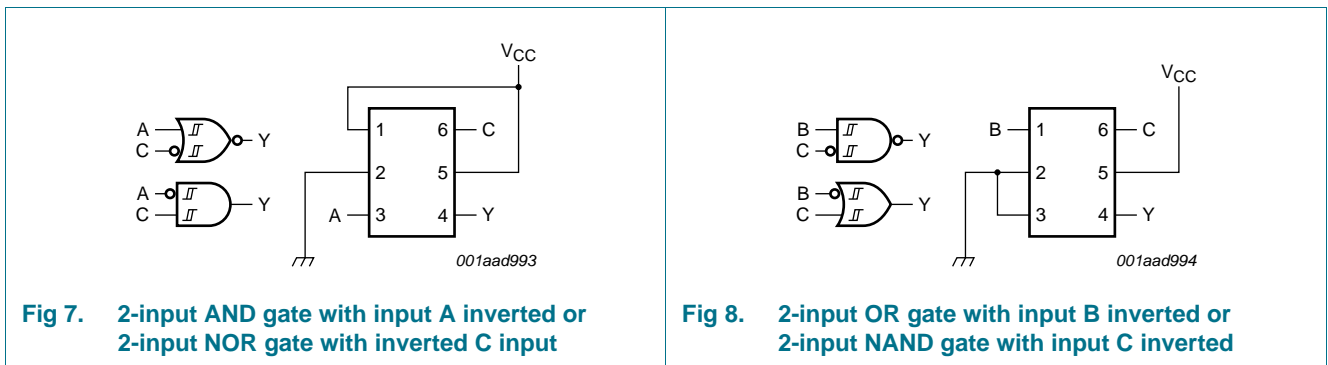 VCC
A
C
Y
A
C
Y
1
6
C
2
5
A
3
4
Y
001aad993
Fig 7. 2-input AND gate with input A inverted or
2-input NOR gate with inverted C input
VCC
B
C
Y
B
C
Y
B
1
6
C
2
5
3
4
Y
001aad994
Fig 8. 2-input OR gate with input B inverted or
2-input NAND gate with input C inverted